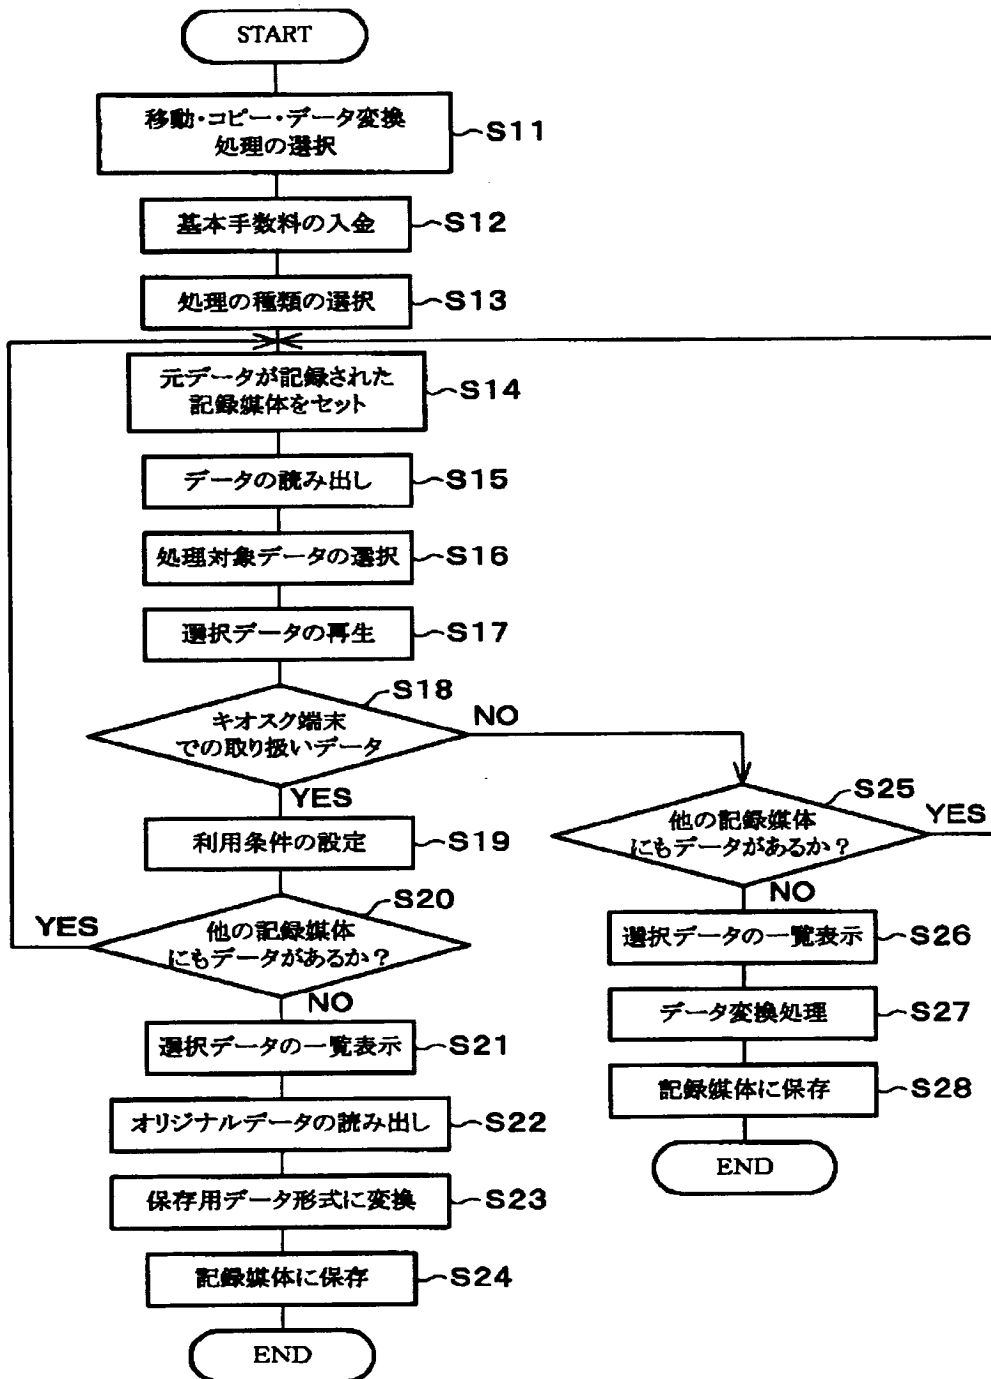 START
移動・コピー・データ変換
処理の選択
S11
基本手数料の入金
S12
処理の種類の選択
S13
元データが記録された
記録媒体をセット
S14
データの読み出し
S15
処理対象データの選択
S16
選択データの再生
S17
S18
キオスク端末
での取り扱いデータ
NO
YES
利用条件の設定
S19
S20
YES
他の記録媒体
にもデータがあるか?
NO
選択データの一覧表示
S21
オリジナルデータの読み出し
S22
保存用データ形式に変換
S23
記録媒体に保存
S24
END
S25
YES
他の記録媒体
にもデータがあるか?
NO
選択データの一覧表示
S26
データ変換処理
S27
記録媒体に保存
S28
END